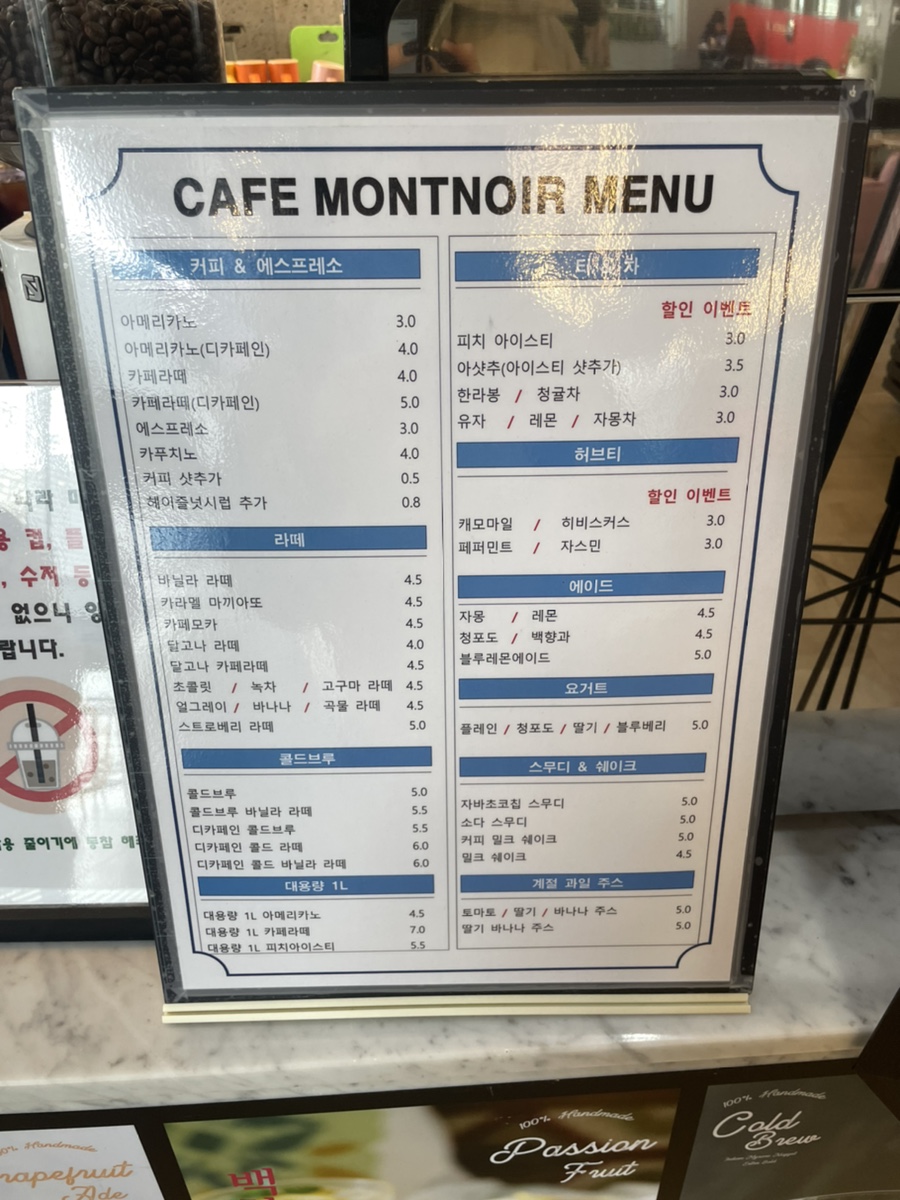 CAFE MONTNOIR MENU
커피 & 에스프레소
아메리카노 3.0
아메리카노(디카페인) 4.0
카페라떼 4.0
카페라떼(디카페인) 5.0
에스프레소 3.0
카푸치노 4.0
커피 샷추가 0.5
헤이즐넛시럽 추가 0.8
라떼
바닐라 라떼 4.5
카라멜 마끼아또 4.5
카페모카 4.5
달고나 라떼 4.0
달고나 카페라떼 4.5
초콜릿 / 녹차 / 고구마 라떼 4.5
얼그레이 / 바나나 / 곡물 라떼 4.5
스트로베리 라떼 5.0
콜드브루
콜드브루 5.0
콜드브루 바닐라 라떼 5.5
디카페인 콜드브루 5.5
디카페인 콜드 라떼 6.0
디카페인 콜드 바닐라 라떼 6.0
대용량 1L
대용량 1L 아메리카노 4.5
대용량 1L 카페라떼 7.0
대용량 1L 피치아이스티 5.5
차
할인 이벤트
피치 아이스티 3.0
아샷추(아이스티 샷추가) 3.5
한라봉 / 청귤차 3.0
유자 / 레몬 / 자몽차 3.0
허브티
할인 이벤트
캐모마일 / 히비스커스 3.0
페퍼민트 / 자스민 3.0
에이드
자몽 / 레몬 4.5
청포도 / 백향과 4.5
블루레몬에이드 5.0
요거트
플레인 / 청포도 / 딸기 / 블루베리 5.0
스무디 & 쉐이크
자바초코칩 스무디 5.0
소다 스무디 5.0
커피 밀크 쉐이크 5.0
밀크 쉐이크 4.5
계절 과일 주스
토마토 / 딸기 / 바나나 주스 5.0
딸기 바나나 주스 5.0
컵,
, 수저 등
없으니
랍니다.
줄이기에 동참
Handmade
Ade
백
100% Handmade
Passion
Fruit
100% Handmade
Cold
Brew